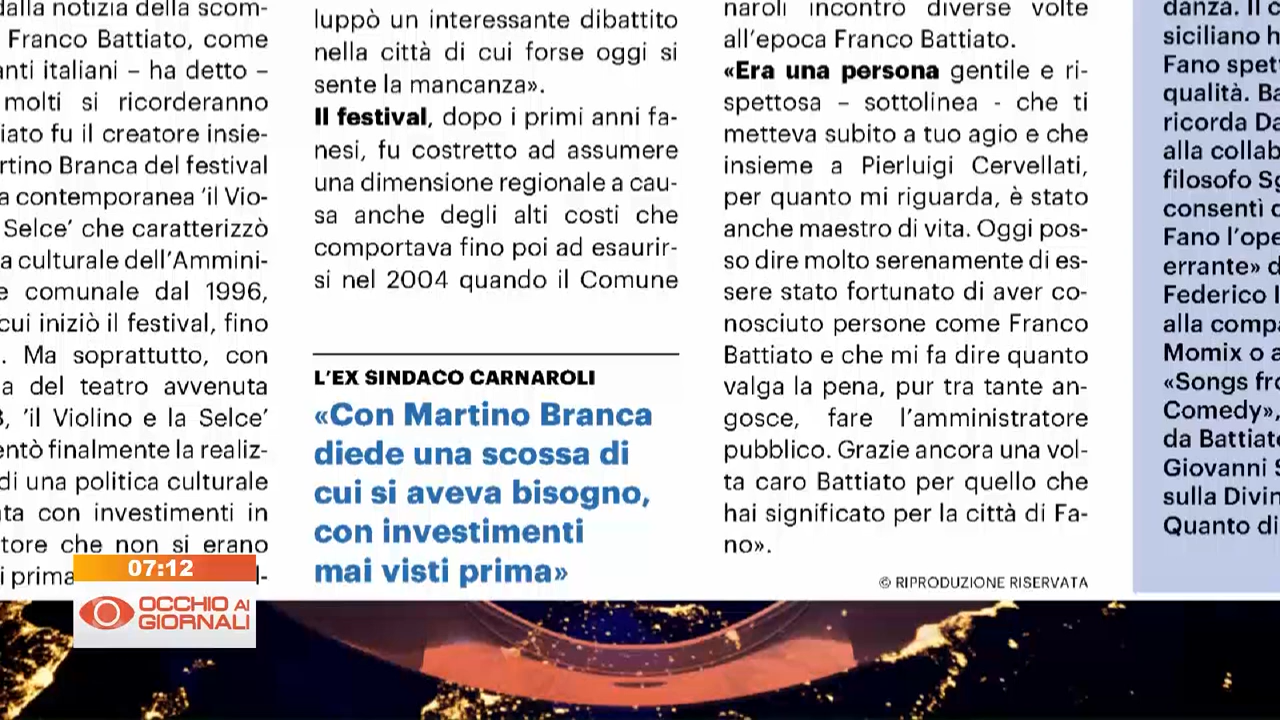 dalla notizia della scom-
Franco Battiato, come
anti italiani – ha detto –
molti si ricorderanno
iato fu il creatore insie-
rtino Branca del festival
a contemporanea ‘il Vio-
Selce’ che caratterizzò
a culturale dell’Ammini-
e comunale dal 1996,
cui iniziò il festival, fino
. Ma soprattutto, con
a del teatro avvenuta
, ‘il Violino e la Selce’
entò finalmente la realiz-
di una politica culturale
ata con investimenti in
tore che non si erano
i prima
l-
luppò un interessante dibattito
nella città di cui forse oggi si
sente la mancanza».
Il festival, dopo i primi anni fa-
nesi, fu costretto ad assumere
una dimensione regionale a cau-
sa anche degli alti costi che
comportava fino poi ad esaurir-
si nel 2004 quando il Comune
L’EX SINDACO CARNAROLI
«Con Martino Branca
diede una scossa di
cui si aveva bisogno,
con investimenti
mai visti prima»
naroli incontrò diverse volte
all’epoca Franco Battiato.
«Era una persona gentile e ri-
spettosa – sottolinea - che ti
metteva subito a tuo agio e che
insieme a Pierluigi Cervellati,
per quanto mi riguarda, è stato
anche maestro di vita. Oggi pos-
so dire molto serenamente di es-
sere stato fortunato di aver co-
nosciuto persone come Franco
Battiato e che mi fa dire quanto
valga la pena, pur tra tante an-
gosce, fare l’amministratore
pubblico. Grazie ancora una vol-
ta caro Battiato per quello che
hai significato per la città di Fa-
no».
© RIPRODUZIONE RISERVATA
danza. Il c
siciliano h
Fano spett
qualità. Ba
ricorda Da
alla collab
filosofo Sg
consentì d
Fano l’ope
errante» d
Federico I
alla compa
Momix o a
«Songs fro
Comedy»,
da Battiato
Giovanni S
sulla Divin
Quanto di
07:12
OCCHIO AI
GIORNALI